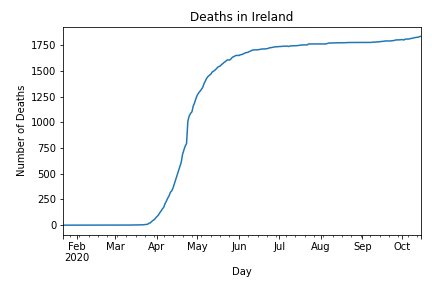 Deaths in Ireland
Number of Deaths
1750
1500
1250
1000
750
500
250
0
Feb Mar Apr May Jun Jul Aug Sep Oct
2020
Day